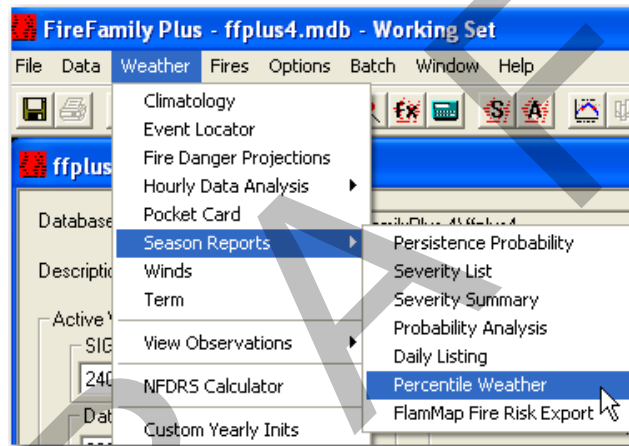 FireFamily Plus - ffplus4.mdb - Working Set
File Data Weather Fires Options Batch Window Help
fx S A
ffplus
Climatology
Event Locator
Fire Danger Projections
Hourly Data Analysis
Pocket Card
Season Reports
Winds
Term
View Observations
NFDRS Calculator
Custom Yearly Inits
Persistence Probability
Severity List
Severity Summary
Probability Analysis
Daily Listing
Percentile Weather
FlamMap Fire Risk Export
Database
Descripti
Active
SIG
240
Dat